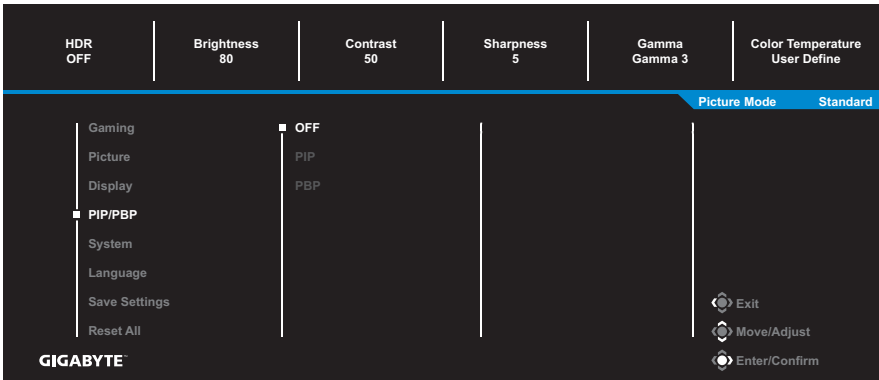 HDR
OFF
Brightness
80
Contrast
50
Sharpness
5
Gamma
Gamma 3
Color Temperature
User Define
Picture Mode Standard
Gaming
Picture
Display
PIP/PBP
System
Language
Save Settings
Reset All
OFF
PIP
PBP
Exit
Move/Adjust
Enter/Confirm
GIGABYTE™